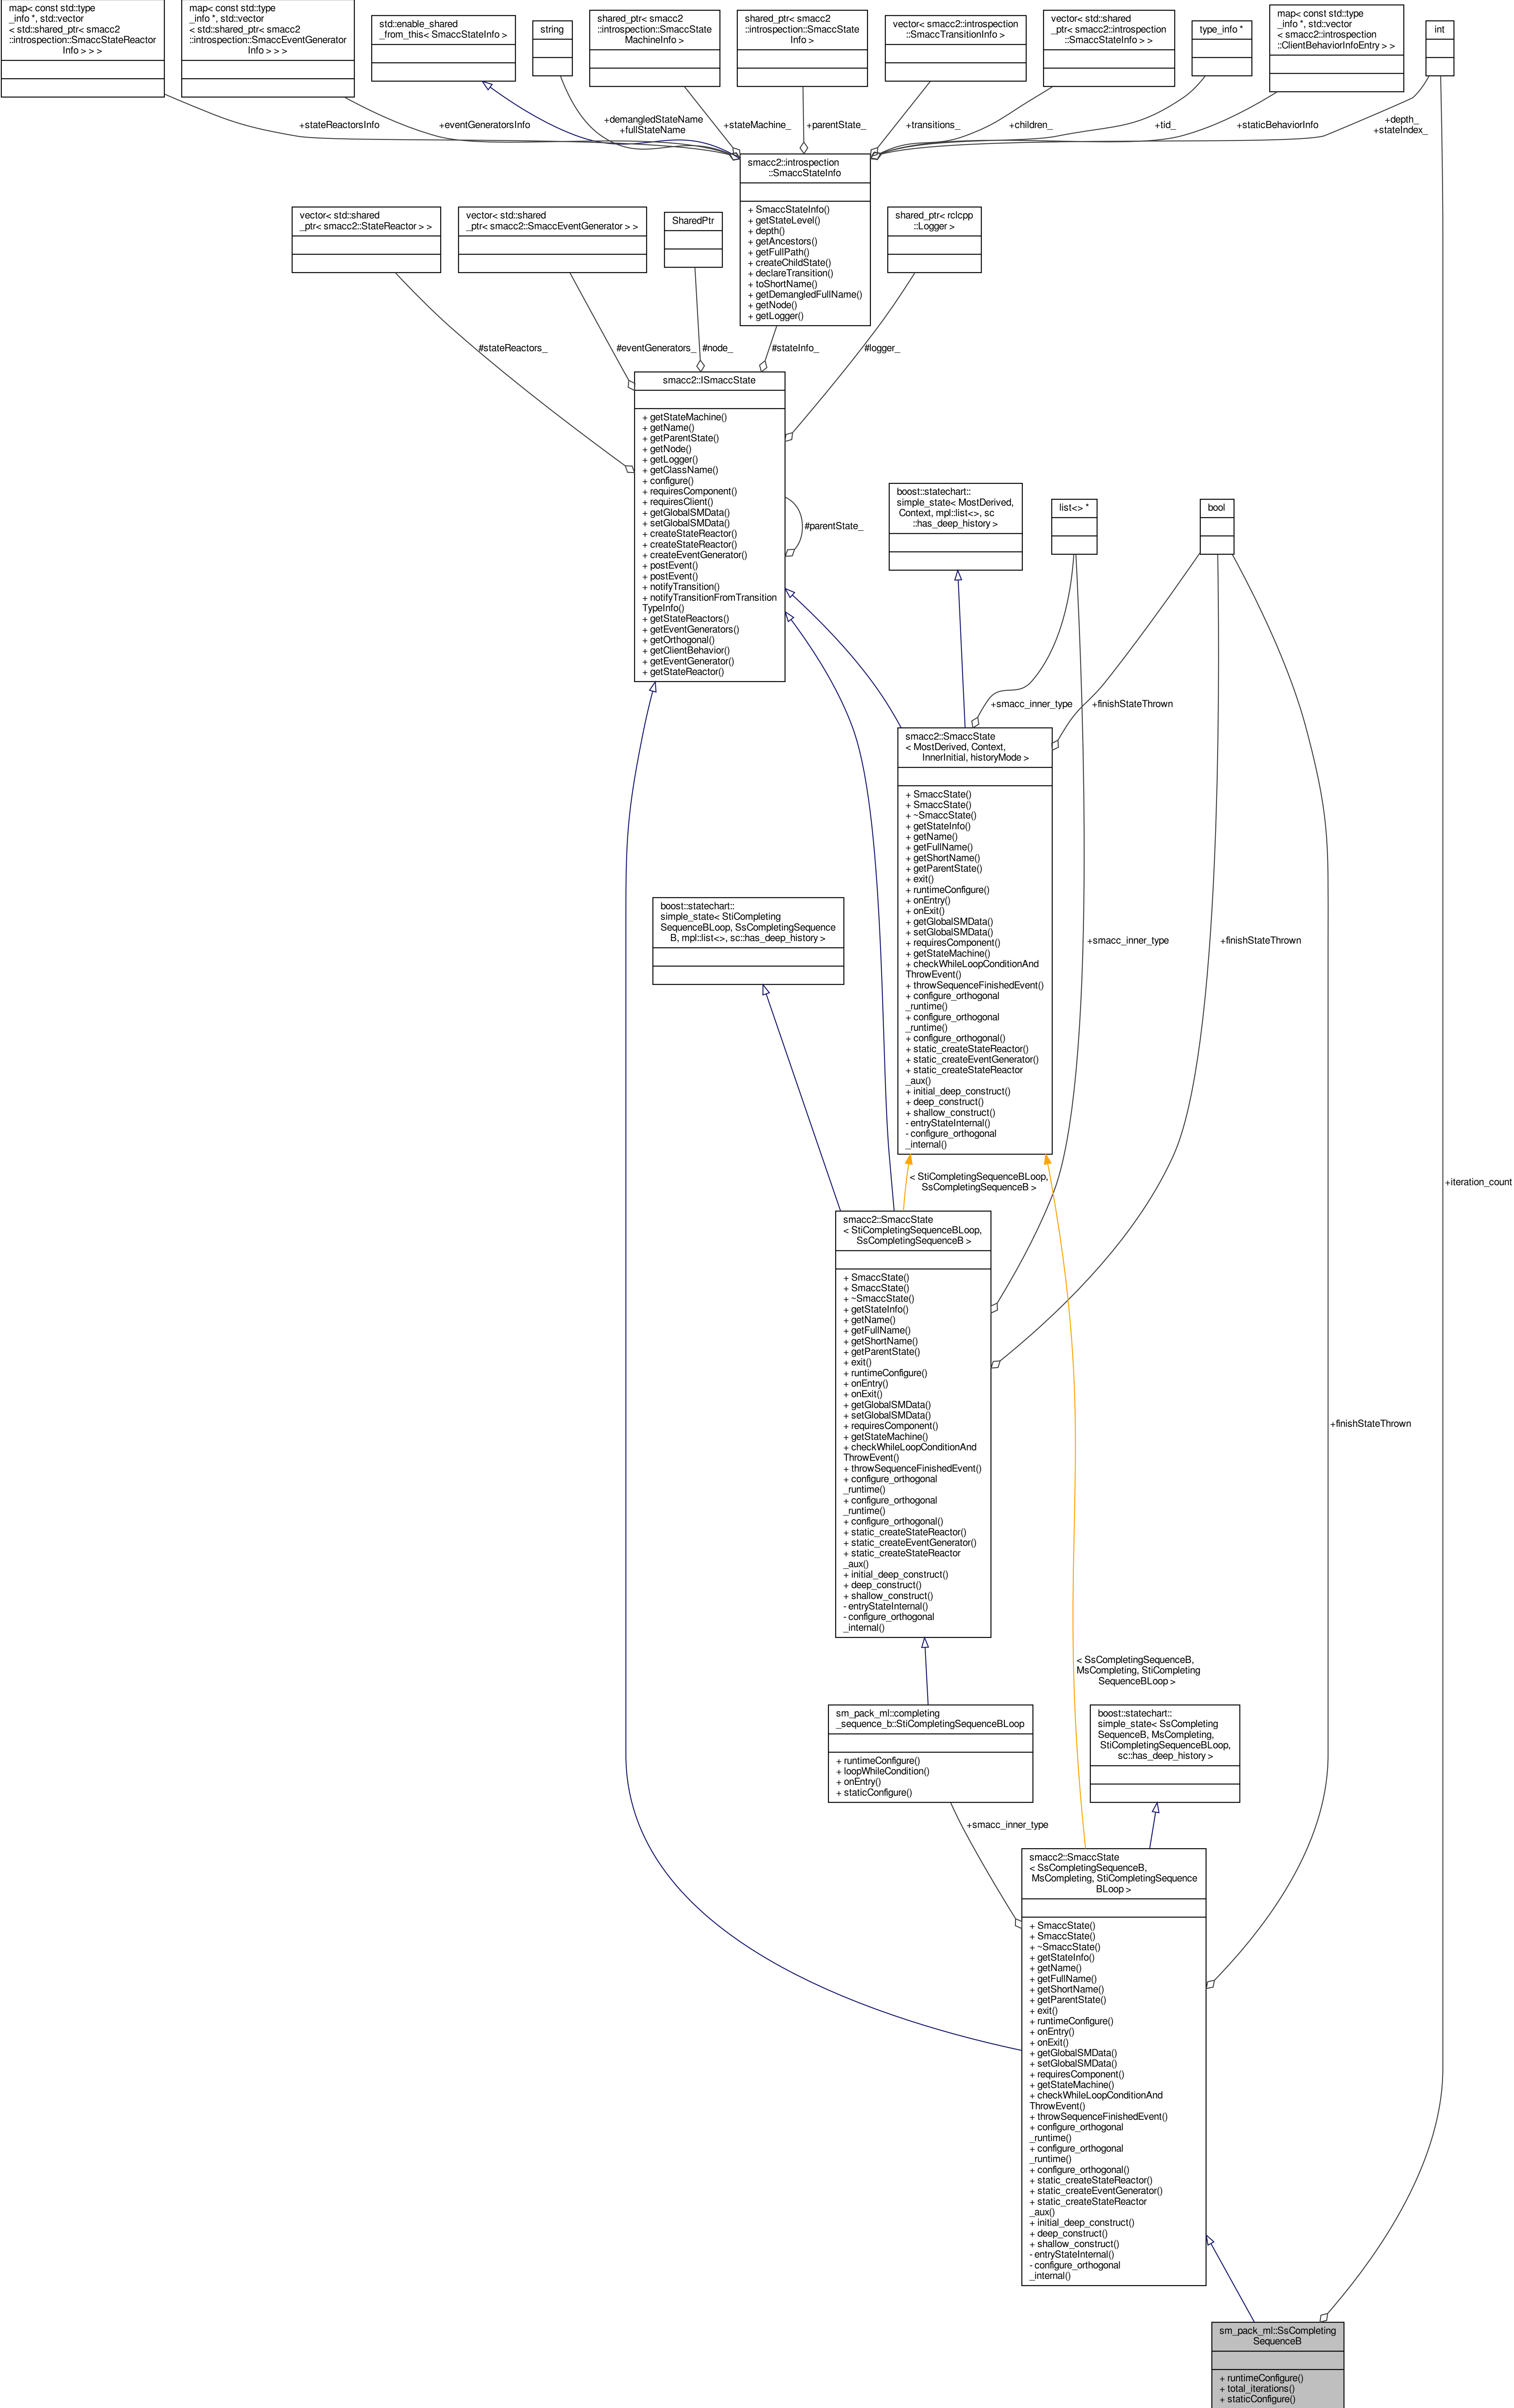 map< const std::type
_info *, std::vector
< std::shared_ptr< smacc2
::introspection::SmaccStateReactor
Info > > >
map< const std::type
_info *, std::vector
< std::shared_ptr< smacc2
::introspection::SmaccEventGenerator
Info > > >
std::enable_shared
_from_this< SmaccStateInfo >
string
shared_ptr< smacc2
::introspection::SmaccState
MachineInfo >
shared_ptr< smacc2
::introspection::SmaccState
Info >
vector< smacc2::introspection
::SmaccTransitionInfo >
vector< std::shared
_ptr< smacc2::introspection
::SmaccStateInfo > >
type_info *
map< const std::type
_info *, std::vector
< smacc2::introspection
::ClientBehaviorInfoEntry > >
int
+stateReactorsInfo
+eventGeneratorsInfo
+demangledStateName
+fullStateName
+stateMachine_
+parentState_
+transitions_
+children_
+tid_
+staticBehaviorInfo
+depth_
+stateIndex_
smacc2::introspection
::SmaccStateInfo
+ SmaccStateInfo()
+ getStateLevel()
+ depth()
+ getAncestors()
+ getFullPath()
+ createChildState()
+ declareTransition()
+ toShortName()
+ getDemangledFullName()
+ getNode()
+ getLogger()
vector< std::shared
_ptr< smacc2::StateReactor > >
vector< std::shared
_ptr< smacc2::SmaccEventGenerator > >
SharedPtr
shared_ptr< rclcpp
::Logger >
#stateReactors_
#eventGenerators_
#node_
#stateInfo_
#logger_
smacc2::ISmaccState
+ getStateMachine()
+ getName()
+ getParentState()
+ getNode()
+ getLogger()
+ getClassName()
+ configure()
+ requiresComponent()
+ requiresClient()
+ getGlobalSMData()
+ setGlobalSMData()
+ createStateReactor()
+ createStateReactor()
+ createEventGenerator()
+ postEvent()
+ postEvent()
+ notifyTransition()
+ notifyTransitionFromTransition
TypeInfo()
+ getStateReactors()
+ getEventGenerators()
+ getOrthogonal()
+ getClientBehavior()
+ getEventGenerator()
+ getStateReactor()
#parentState_
boost::statechart::
simple_state< MostDerived,
Context, mpl::list<>, sc
::has_deep_history >
list<> *
bool
+smacc_inner_type
+finishStateThrown
smacc2::SmaccState
< MostDerived, Context,
InnerInitial, historyMode >
+ SmaccState()
+ SmaccState()
+ ~SmaccState()
+ getStateInfo()
+ getName()
+ getFullName()
+ getShortName()
+ getParentState()
+ exit()
+ runtimeConfigure()
+ onEntry()
+ onExit()
+ getGlobalSMData()
+ setGlobalSMData()
+ requiresComponent()
+ getStateMachine()
+ checkWhileLoopConditionAnd
ThrowEvent()
+ throwSequenceFinishedEvent()
+ configure_orthogonal
_runtime()
+ configure_orthogonal
_runtime()
+ configure_orthogonal()
+ static_createStateReactor()
+ static_createEventGenerator()
+ static_createStateReactor
_aux()
+ initial_deep_construct()
+ deep_construct()
+ shallow_construct()
- entryStateInternal()
- configure_orthogonal
_internal()
boost::statechart::
simple_state< StiCompleting
SequenceBLoop, SsCompletingSequence
B, mpl::list<>, sc::has_deep_history >
+smacc_inner_type
+finishStateThrown
< StiCompletingSequenceBLoop,
SsCompletingSequenceB >
+iteration_count
smacc2::SmaccState
< StiCompletingSequenceBLoop,
SsCompletingSequenceB >
+ SmaccState()
+ SmaccState()
+ ~SmaccState()
+ getStateInfo()
+ getName()
+ getFullName()
+ getShortName()
+ getParentState()
+ exit()
+ runtimeConfigure()
+ onEntry()
+ onExit()
+ getGlobalSMData()
+ setGlobalSMData()
+ requiresComponent()
+ getStateMachine()
+ checkWhileLoopConditionAnd
ThrowEvent()
+ throwSequenceFinishedEvent()
+ configure_orthogonal
_runtime()
+ configure_orthogonal
_runtime()
+ configure_orthogonal()
+ static_createStateReactor()
+ static_createEventGenerator()
+ static_createStateReactor
_aux()
+ initial_deep_construct()
+ deep_construct()
+ shallow_construct()
- entryStateInternal()
- configure_orthogonal
_internal()
+finishStateThrown
< SsCompletingSequenceB,
MsCompleting, StiCompleting
SequenceBLoop >
sm_pack_ml::completing
_sequence_b::StiCompletingSequenceBLoop
+ runtimeConfigure()
+ loopWhileCondition()
+ onEntry()
+ staticConfigure()
boost::statechart::
simple_state< SsCompleting
SequenceB, MsCompleting,
StiCompletingSequenceBLoop,
sc::has_deep_history >
+smacc_inner_type
smacc2::SmaccState
< SsCompletingSequenceB,
MsCompleting, StiCompletingSequence
BLoop >
+ SmaccState()
+ SmaccState()
+ ~SmaccState()
+ getStateInfo()
+ getName()
+ getFullName()
+ getShortName()
+ getParentState()
+ exit()
+ runtimeConfigure()
+ onEntry()
+ onExit()
+ getGlobalSMData()
+ setGlobalSMData()
+ requiresComponent()
+ getStateMachine()
+ checkWhileLoopConditionAnd
ThrowEvent()
+ throwSequenceFinishedEvent()
+ configure_orthogonal
_runtime()
+ configure_orthogonal
_runtime()
+ configure_orthogonal()
+ static_createStateReactor()
+ static_createEventGenerator()
+ static_createStateReactor
_aux()
+ initial_deep_construct()
+ deep_construct()
+ shallow_construct()
- entryStateInternal()
- configure_orthogonal
_internal()
sm_pack_ml::SsCompleting
SequenceB
+ runtimeConfigure()
+ total_iterations()
+ staticConfigure()